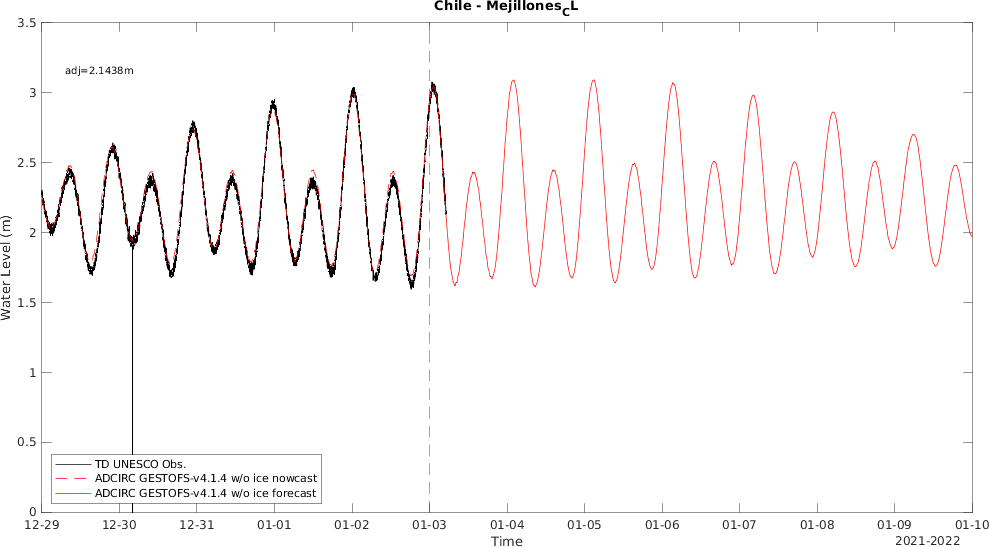 Chile - Mejillones_CL
adj=2.1438m
3.5
3
2.5
2
1.5
1
0.5
0
Water Level (m)
TD UNESCO Obs.
ADCIRC GESTOFS-v4.1.4 w/o ice nowcast
ADCIRC GESTOFS-v4.1.4 w/o ice forecast
12-29 12-30 12-31 01-01 01-02 01-03 01-04 01-05 01-06 01-07 01-08 01-09 01-10
Time
2021-2022